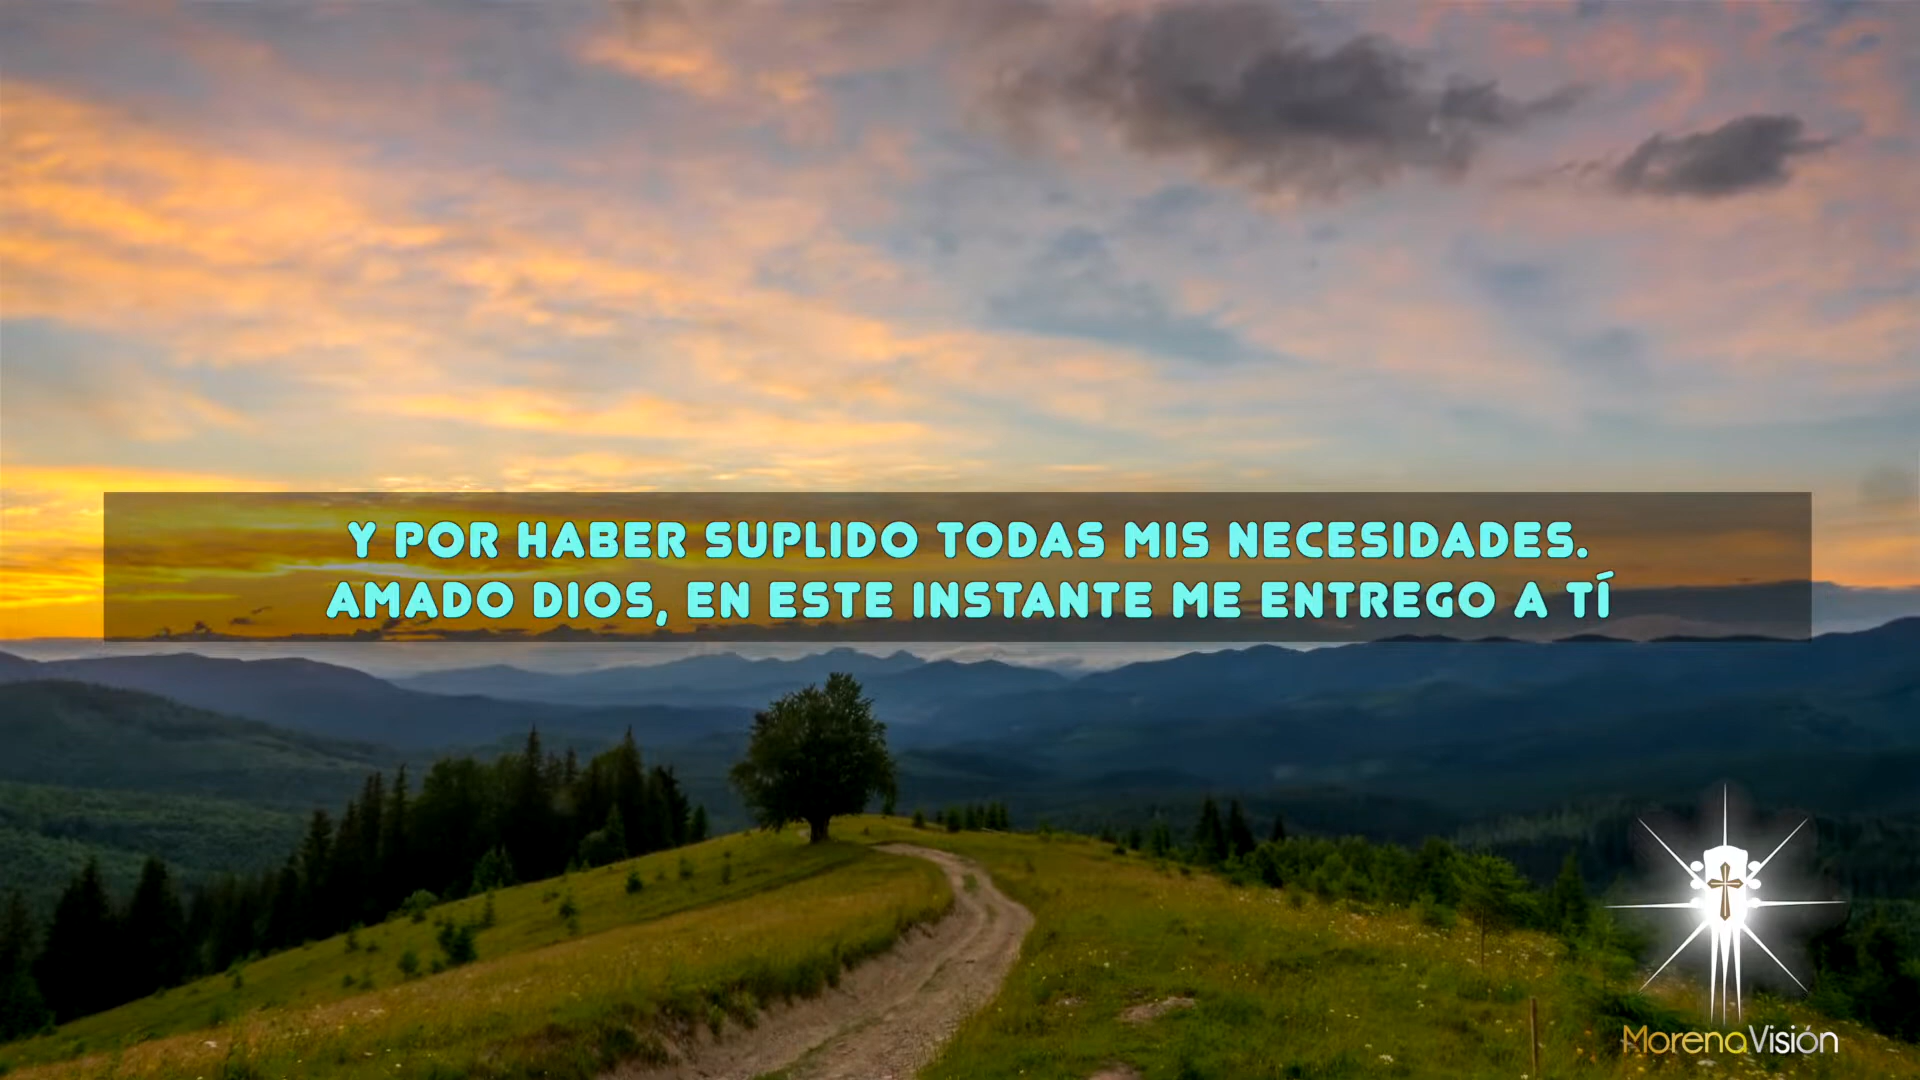 Y POR HABER SUPLIDO TODAS MIS NECESIDADES.
AMADO DIOS, EN ESTE INSTANTE ME ENTREGO A TÍ
MorenaVisión